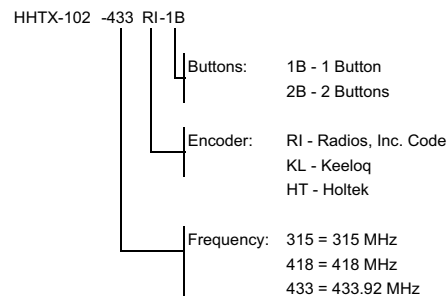 HHTX-102 -433 RI-1B
Buttons: 1B - 1 Button
2B - 2 Buttons
Encoder: RI - Radios, Inc. Code
KL - Keeloq
HT - Holtek
Frequency: 315 = 315 MHz
418 = 418 MHz
433 = 433.92 MHz